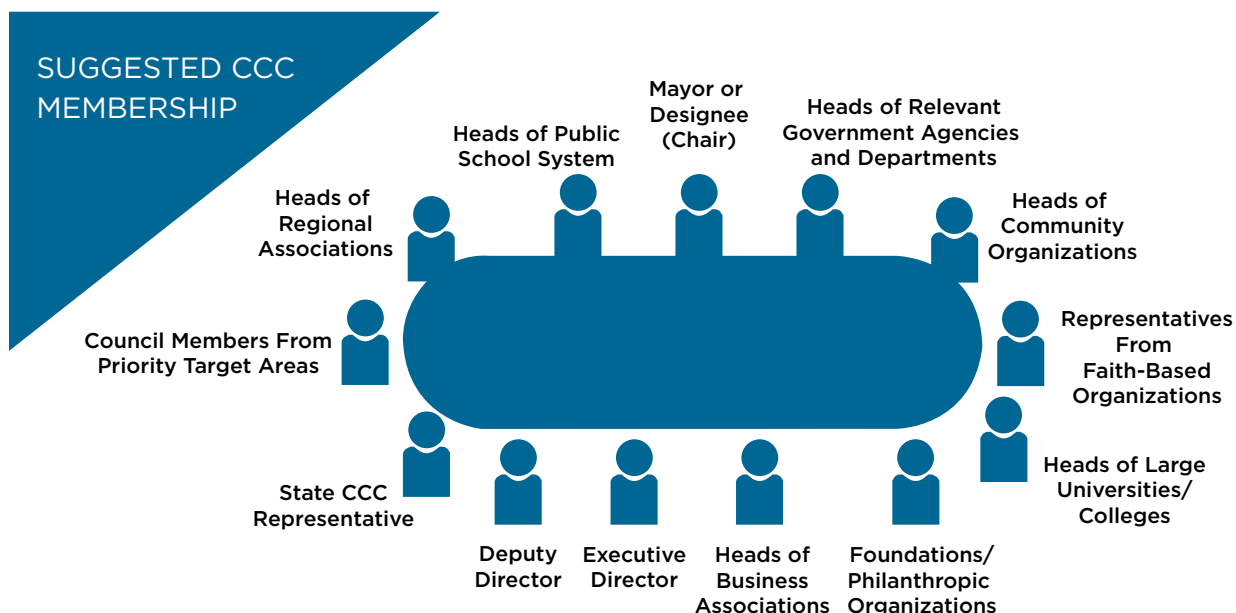 SUGGESTED CCC
MEMBERSHIP
Mayor or
Designee
(Chair)
Heads of Public
School System
Heads of Relevant
Government Agencies
and Departments
Heads of
Regional
Associations
Heads of
Community
Organizations
Council Members From
Priority Target Areas
Representatives
From
Faith-Based
Organizations
State CCC
Representative
Heads of Large
Universities/
Colleges
Deputy
Director
Executive
Director
Heads of
Business
Associations
Foundations/
Philanthropic
Organizations